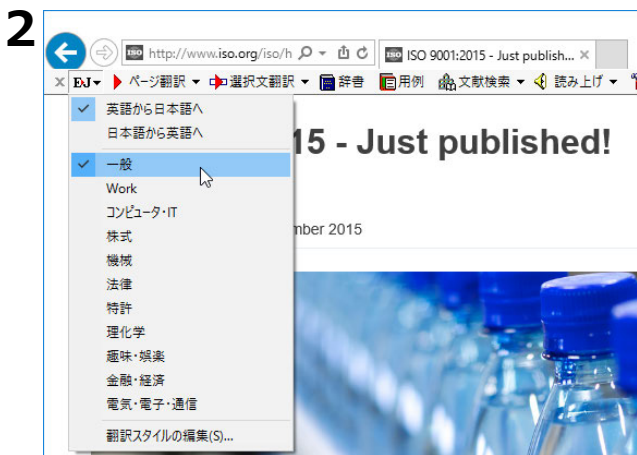 2
http://www.iso.org/iso/h
ISO 9001:2015 - Just publish...
EJ ページ翻訳 選択文翻訳 辞書 用例 文献検索 読み上げ
英語から日本語へ
日本語から英語へ
15 - Just published!
一般
Work
コンピュータ・IT
mber 2015
株式
機械
法律
特許
理化学
趣味・娯楽
金融・経済
電気・電子・通信
翻訳スタイルの編集(S)...